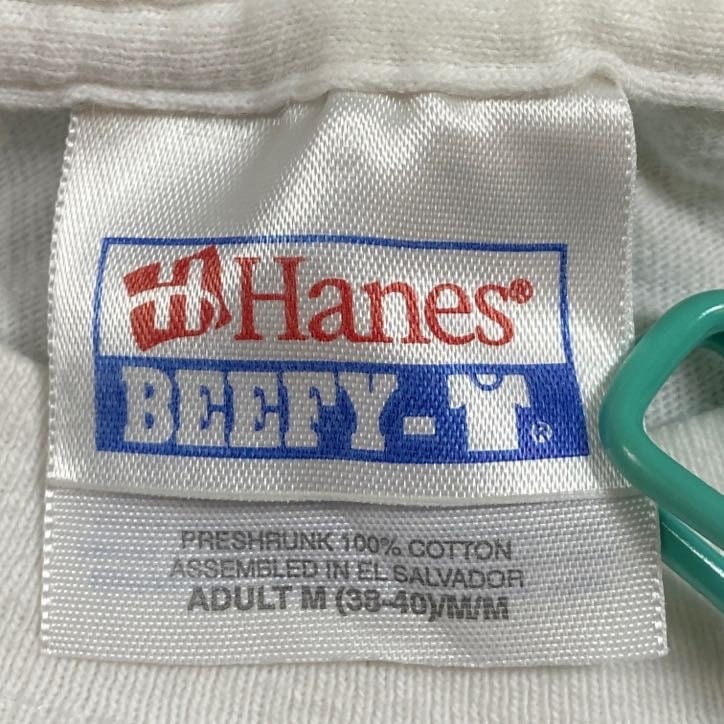 Hanes®
BEEFY-T®
PRESHRUNK 100% COTTON
ASSEMBLED IN EL SALVADOR
ADULT M (38-40)/M/M